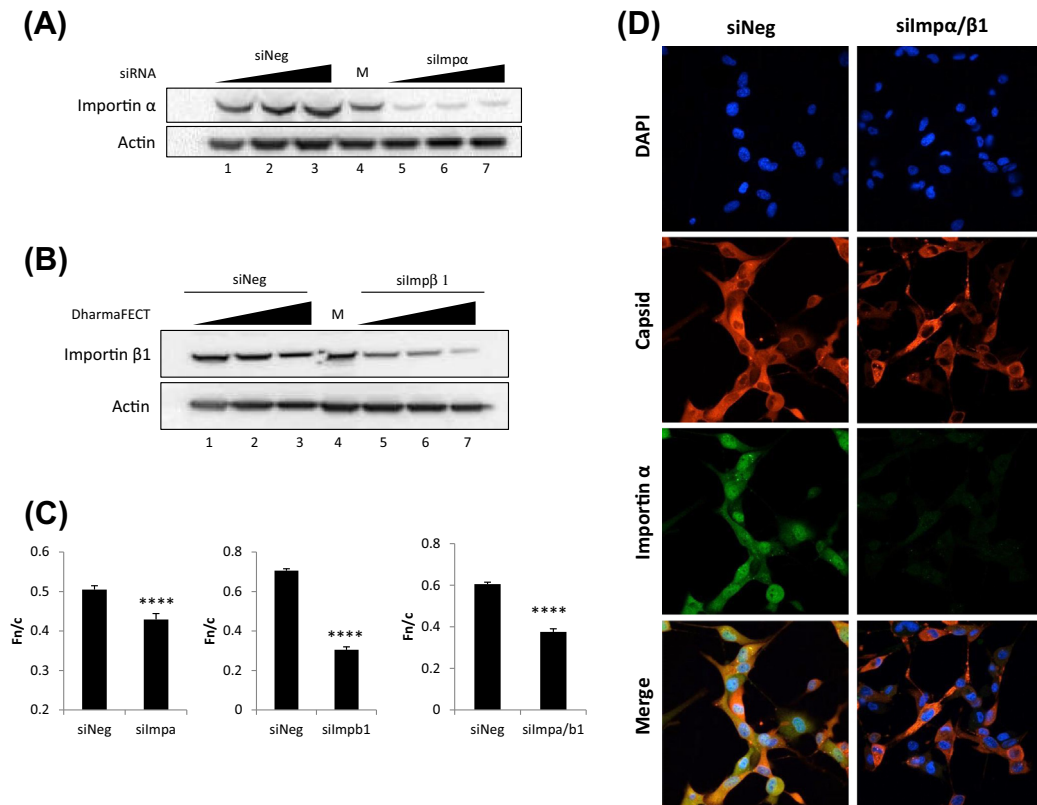 (A)
siNeg
siImpα
siRNA
M
Importin α
Actin
1 2 3 4 5 6 7
(B)
siNeg
siImpβ 1
DharmaFECT
M
Importin β1
Actin
1 2 3 4 5 6 7
(C)
0.6
0.5
0.4
0.3
0.2
Fn/c
****
siNeg siImpa
0.8
0.6
0.4
0.2
0
Fn/c
****
siNeg siImpb1
0.8
0.6
0.4
0.2
0
Fn/c
****
siNeg siImpa/b1
(D)
siNeg
siImpα/β1
DAPI
Capsid
Importin α
Merge